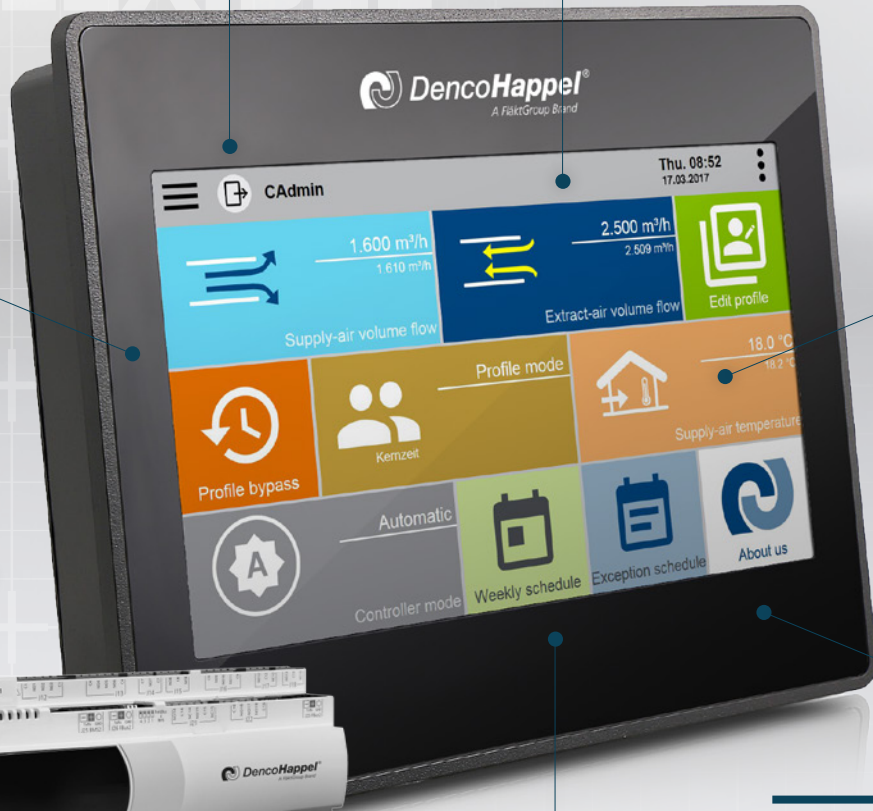 DencoHappel®
A FläktGroup Brand
CAdmin
Thu. 08:52
17.03.2017
1.600 m³/h
1.610 m³/h
Supply-air volume flow
2.500 m³/h
2.509 m³/h
Extract-air volume flow
Edit profile
Profile bypass
Profile mode
Kernzeit
18.0 °C
18.2 °C
Supply-air temperature
A
Automatic
Controller mode
Weekly schedule
Exception schedule
About us
DencoHappel®
A FläktGroup Brand